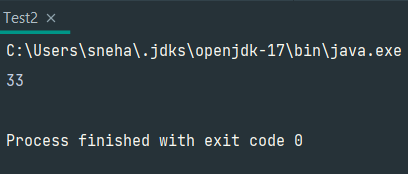 Test2 ×
C:\Users\sneha\.jdks\openjdk-17\bin\java.exe
33
Process finished with exit code 0